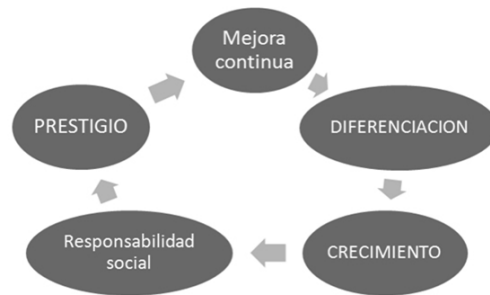 Mejora
continua
DIFERENCIACION
CRECIMIENTO
Responsabilidad
social
PRESTIGIO